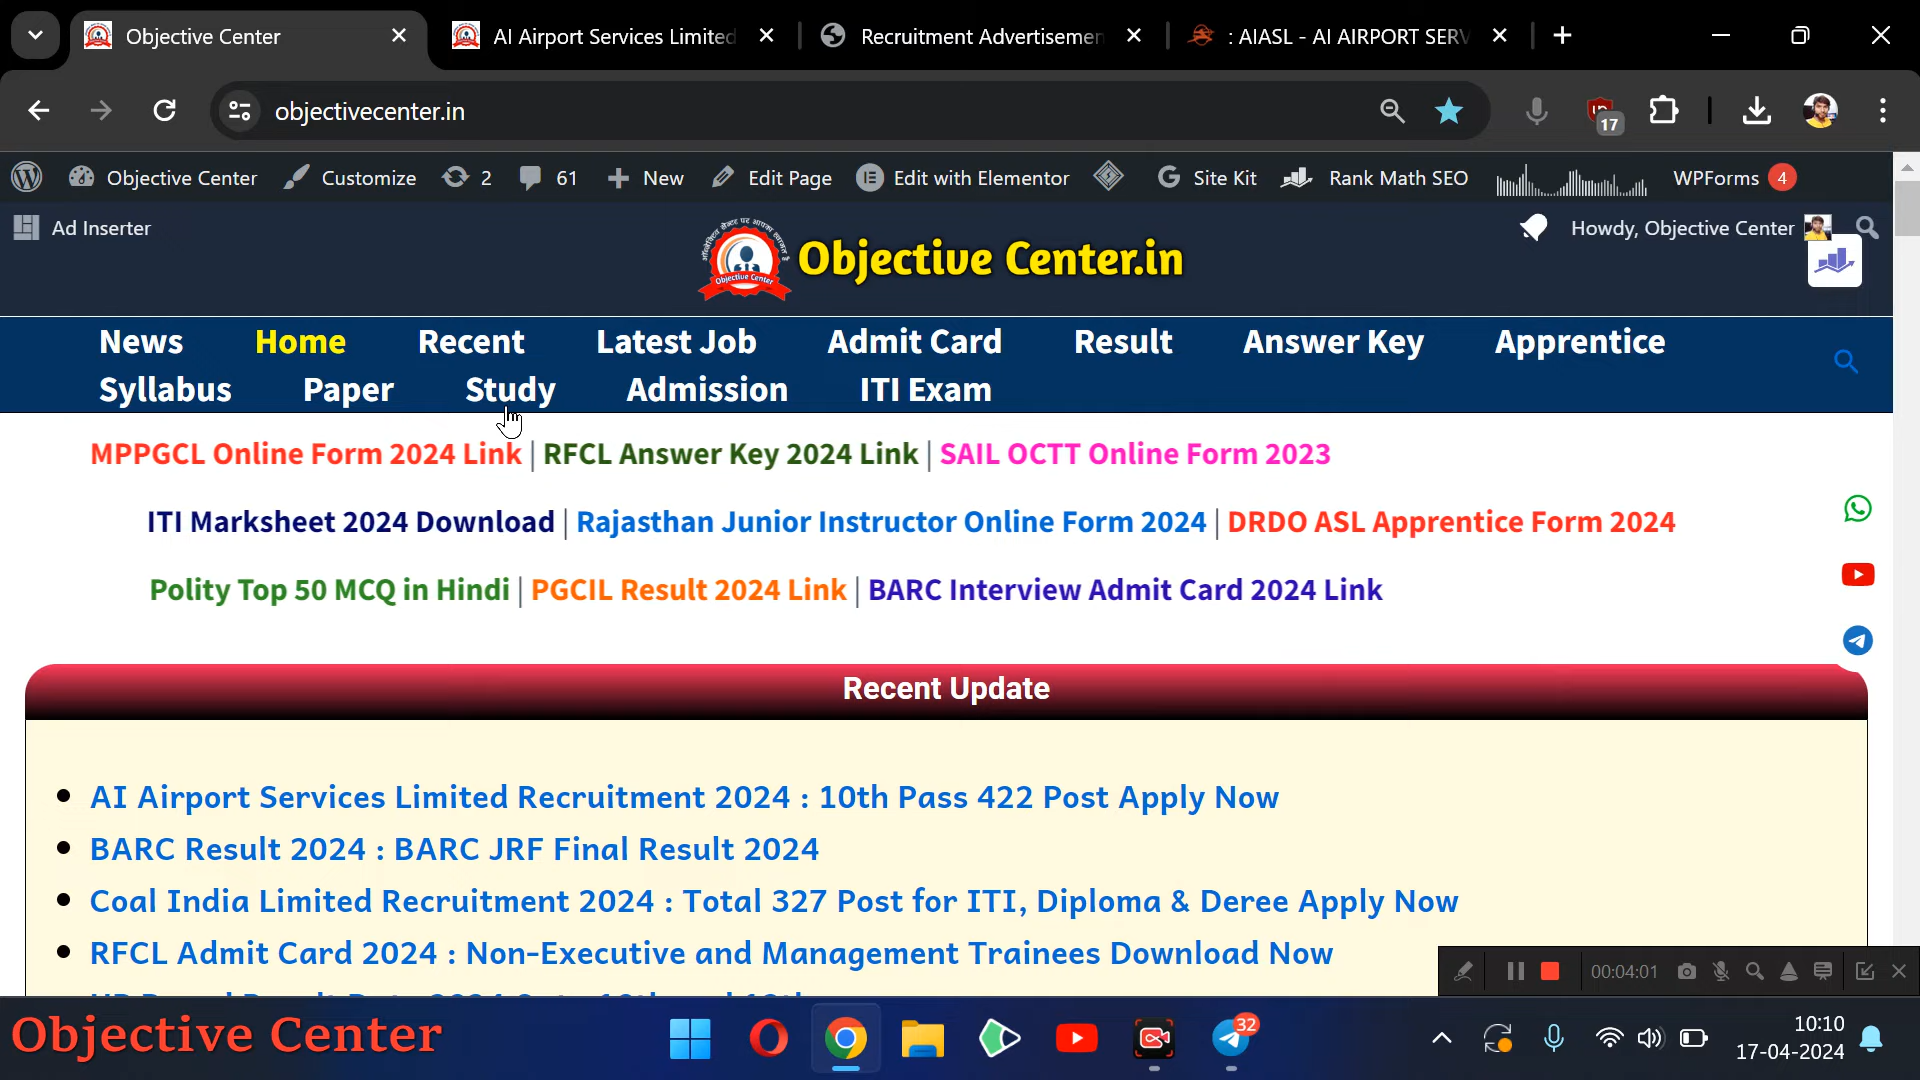 Objective Center
AI Airport Services Limited
Recruitment Advertisemen
: AIASL - AI AIRPORT SERV
objectivecenter.in
17
Objective Center
Customize
2
61
New
Edit Page
Edit with Elementor
Site Kit
Rank Math SEO
WPForms 4
Ad Inserter
Howdy, Objective Center
Objective Center
Objective Center.in
News Home Recent Latest Job Admit Card Result Answer Key Apprentice
Syllabus Paper Study Admission ITI Exam
MPPGCL Online Form 2024 Link | RFCL Answer Key 2024 Link | SAIL OCTT Online Form 2023
ITI Marksheet 2024 Download | Rajasthan Junior Instructor Online Form 2024 | DRDO ASL Apprentice Form 2024
Polity Top 50 MCQ in Hindi | PGCIL Result 2024 Link | BARC Interview Admit Card 2024 Link
Recent Update
AI Airport Services Limited Recruitment 2024 : 10th Pass 422 Post Apply Now
BARC Result 2024 : BARC JRF Final Result 2024
Coal India Limited Recruitment 2024 : Total 327 Post for ITI, Diploma & Deree Apply Now
RFCL Admit Card 2024 : Non-Executive and Management Trainees Download Now
00:04:01
Objective Center
32
10:10
17-04-2024